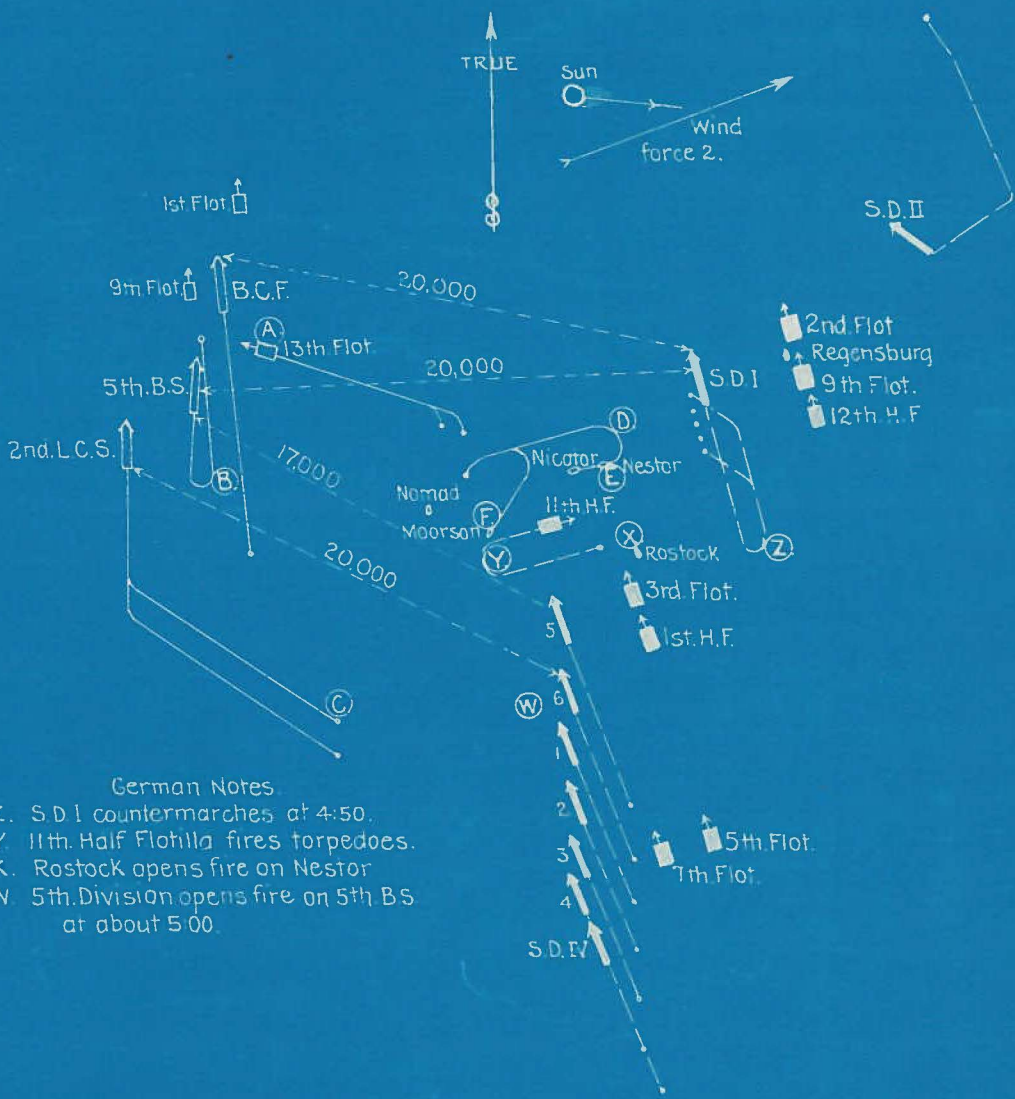 TRUE
Sun
Wind
force 2.
S.D. II
1st. Flot.
9th. Flot.
B.C.F.
20,000
A
13th. Flot.
2nd. Flot
Regensburg
9th Flot.
12th. H.F
5th. B.S.
20,000
S.D. I
2nd. L.C.S.
17,000
B.
D
Nicator
Nestor
E
Nomad
Moorson
F
11th H.F.
20,000
Y
X
Rostock
Z
3rd. Flot.
1st. H.F.
5
6
W
1
2
3
4
C
5th. Flot.
7th. Flot.
S.D. IV
German Notes
S.D. I countermarches at 4:50.
11th. Half Flotilla fires torpedoes.
Rostock opens fire on Nestor
5th. Division opens fire on 5th. B.S.
at about 5:00.